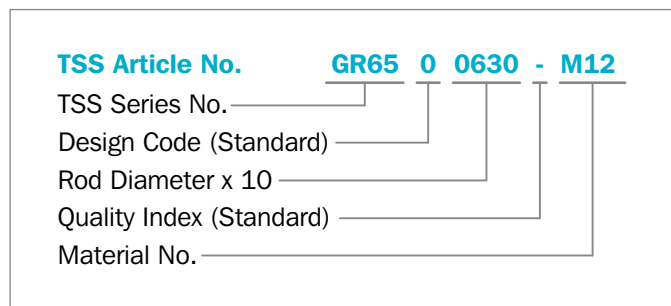 TSS Article No. GR65 0 0630 - M12
TSS Series No.
Design Code (Standard)
Rod Diameter x 10
Quality Index (Standard)
Material No.